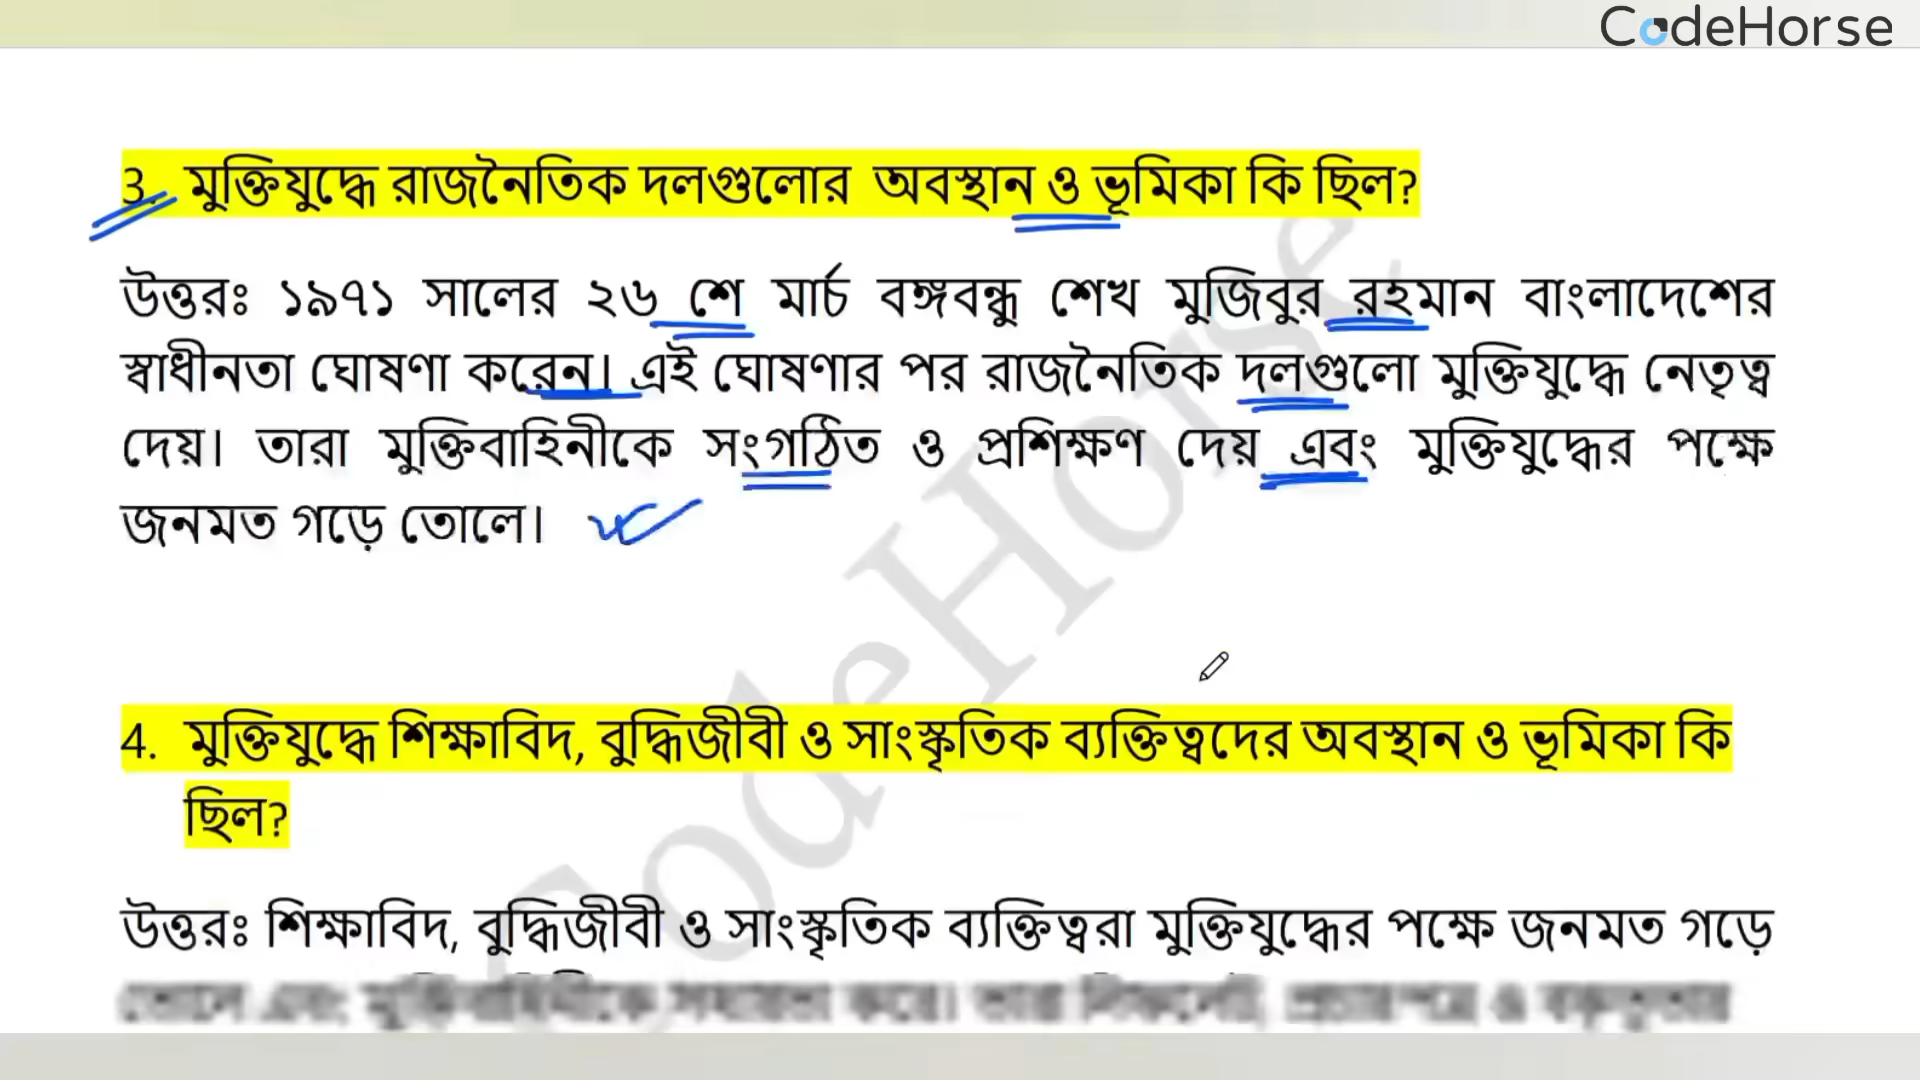 CodeHorse
3. মুক্তিযুদ্ধে রাজনৈতিক দলগুলোর অবস্থান ও ভূমিকা কি ছিল?
উত্তরঃ ১৯৭১ সালের ২৬ শে মার্চ বঙ্গবন্ধু শেখ মুজিবুর রহমান বাংলাদেশের
স্বাধীনতা ঘোষণা করেন। এই ঘোষণার পর রাজনৈতিক দলগুলো মুক্তিযুদ্ধে নেতৃত্ব
দেয়। তারা মুক্তিবাহিনীকে সংগঠিত ও প্রশিক্ষণ দেয় এবং মুক্তিযুদ্ধের পক্ষে
জনমত গড়ে তোলে।
CodeHorse
4. মুক্তিযুদ্ধে শিক্ষাবিদ, বুদ্ধিজীবী ও সাংস্কৃতিক ব্যক্তিত্বদের অবস্থান ও ভূমিকা কি
ছিল?
উত্তরঃ শিক্ষাবিদ, বুদ্ধিজীবী ও সাংস্কৃতিক ব্যক্তিত্বরা মুক্তিযুদ্ধের পক্ষে জনমত গড়ে